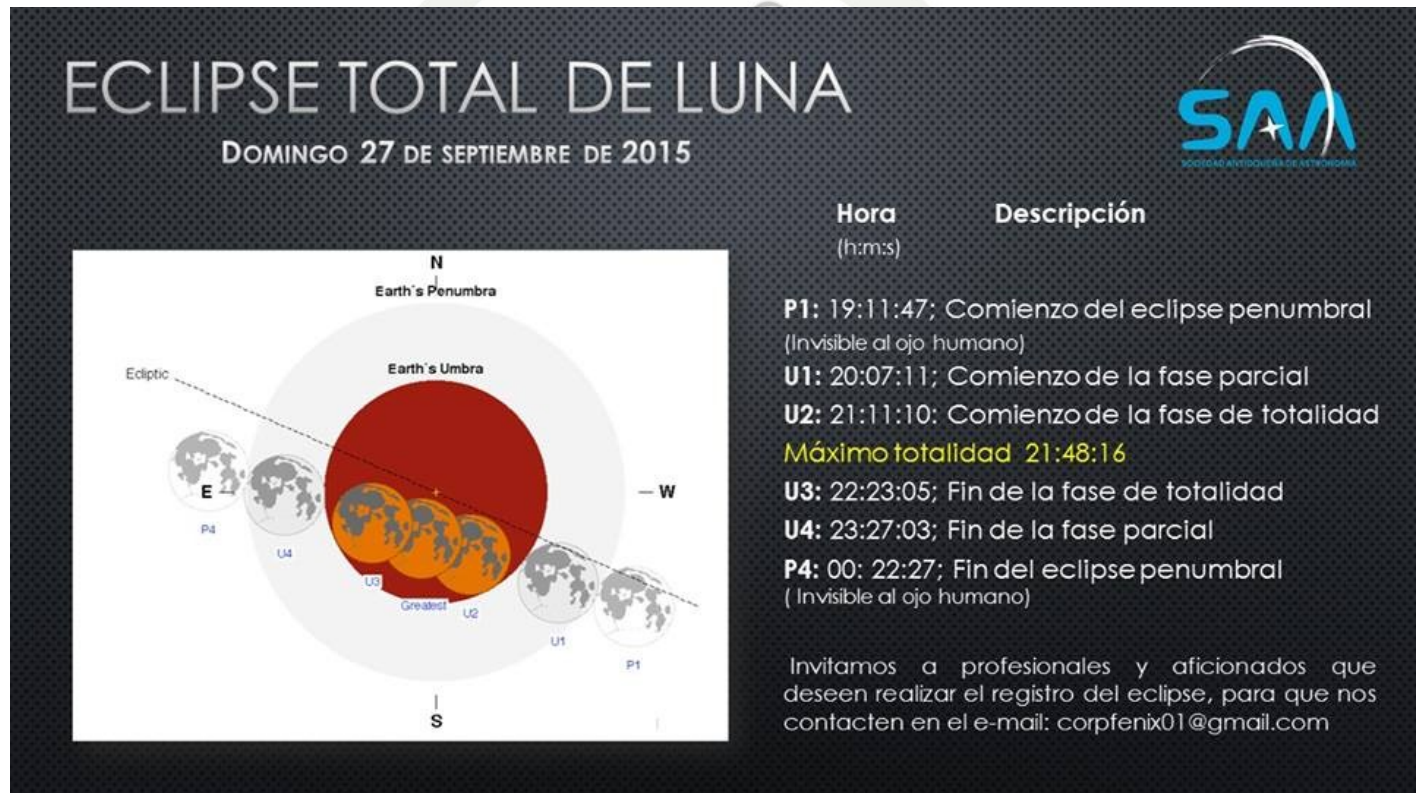 ECLIPSE TOTAL DE LUNA
DOMINGO 27 DE SEPTIEMBRE DE 2015
SAA
SOCIEDAD ANTIOQUEÑA DE ASTRONOMÍA
Hora Descripción
(h:m:s)
N
Earth´s Penumbra
Earth´s Umbra
Ecliptic
E
W
P4
U4
U3
Greatest
U2
U1
P1
S
P1: 19:11:47; Comienzo del eclipse penumbral
(Invisible al ojo humano)
U1: 20:07:11; Comienzo de la fase parcial
U2: 21:11:10: Comienzo de la fase de totalidad
Máximo totalidad 21:48:16
U3: 22:23:05; Fin de la fase de totalidad
U4: 23:27:03; Fin de la fase parcial
P4: 00: 22:27; Fin del eclipse penumbral
( Invisible al ojo humano)
Invitamos a profesionales y aficionados que
deseen realizar el registro del eclipse, para que nos
contacten en el e-mail: corpfenix01@gmail.com